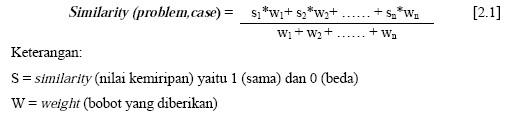 Similarity (problem,case) = s₁*w₁+ s₂*w₂+ …… + sₙ*wₙ [2.1]
w₁ + w₂ + …… + wₙ
Keterangan:
S = similarity (nilai kemiripan) yaitu 1 (sama) dan 0 (beda)
W = weight (bobot yang diberikan)